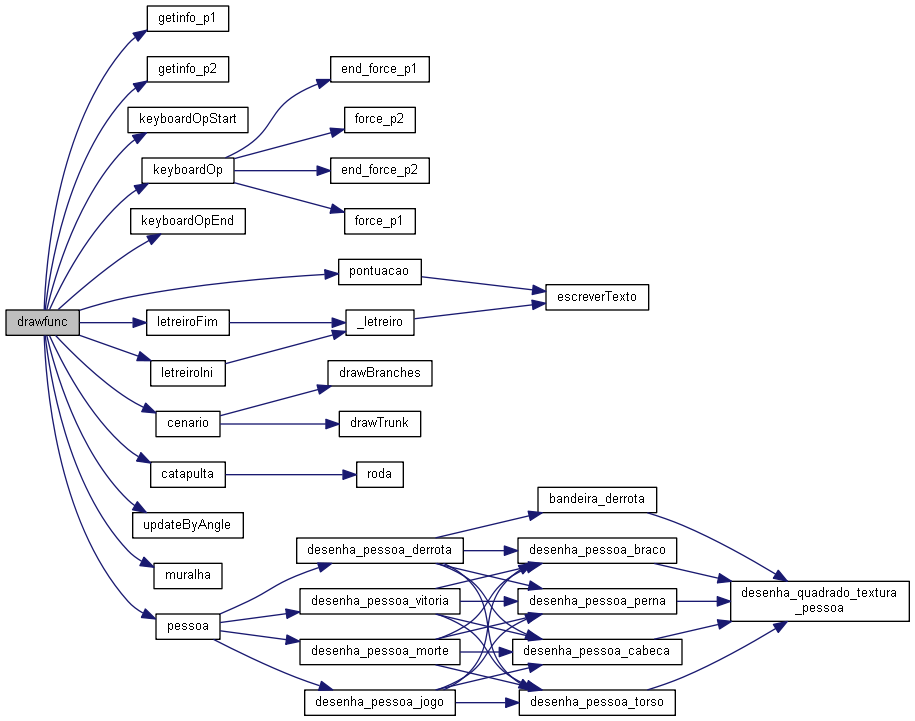 getinfo_p1
getinfo_p2
keyboardOpStart
keyboardOp
keyboardOpEnd
end_force_p1
force_p2
end_force_p2
force_p1
drawfunc
pontuacao
escreverTexto
letreiroFim
_letreiro
letreiroIni
cenario
drawBranches
drawTrunk
catapulta
roda
updateByAngle
muralha
pessoa
desenha_pessoa_derrota
desenha_pessoa_vitoria
desenha_pessoa_morte
desenha_pessoa_jogo
bandeira_derrota
desenha_pessoa_braco
desenha_pessoa_perna
desenha_pessoa_cabeca
desenha_pessoa_torso
desenha_quadrado_textura
_pessoa